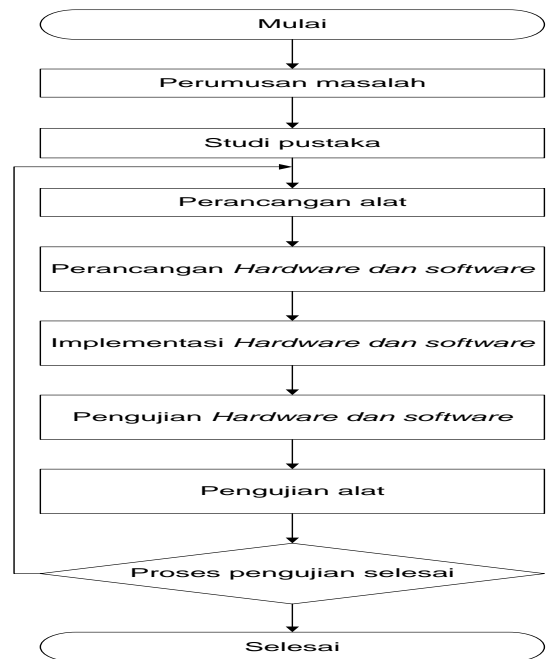 Mulai
Perumusan masalah
Studi pustaka
Perancangan alat
Perancangan Hardware dan software
Implementasi Hardware dan software
Pengujian Hardware dan software
Pengujian alat
Proses pengujian selesai
Selesai